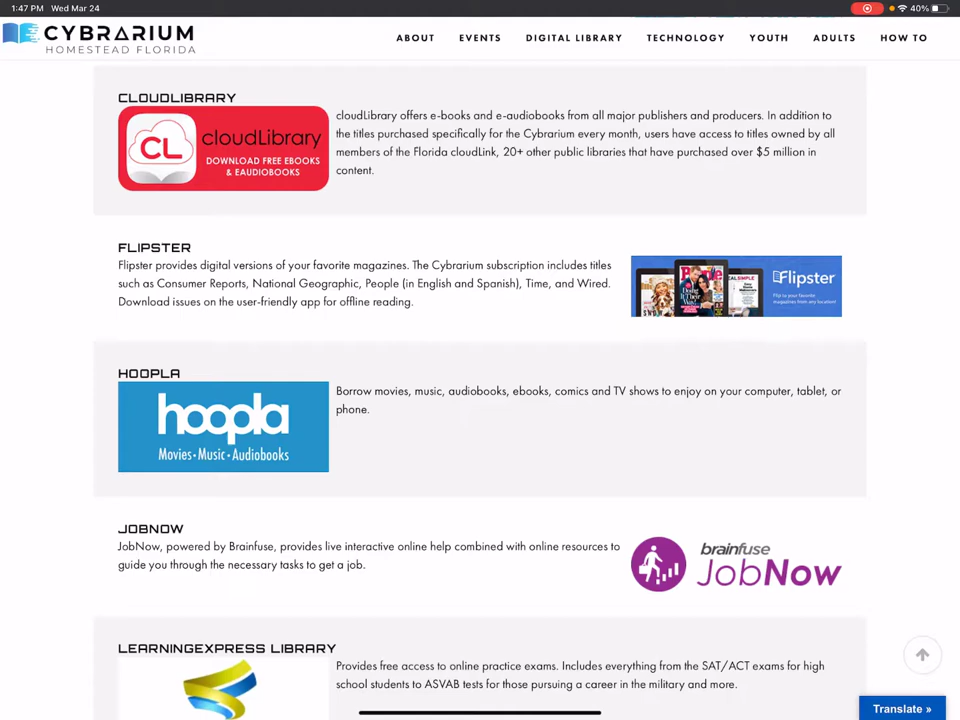 1:47 PM Wed Mar 24
40%
CYBRARIUM
HOMESTEAD FLORIDA
ABOUT EVENTS DIGITAL LIBRARY TECHNOLOGY YOUTH ADULTS HOW TO
CLOUDLIBRARY
CL
cloudLibrary
DOWNLOAD FREE EBOOKS
& EAUDIOBOOKS
cloudLibrary offers e-books and e-audiobooks from all major publishers and producers. In addition to
the titles purchased specifically for the Cybrarium every month, users have access to titles owned by all
members of the Florida cloudLink, 20+ other public libraries that have purchased over $5 million in
content.
FLIPSTER
Flipster provides digital versions of your favorite magazines. The Cybrarium subscription includes titles
such as Consumer Reports, National Geographic, People (in English and Spanish), Time, and Wired.
Download issues on the user-friendly app for offline reading.
People
Flipster
Flip to your favorite
magazines from any location!
HOOPLA
hoopla
Movies•Music•Audiobooks
Borrow movies, music, audiobooks, ebooks, comics and TV shows to enjoy on your computer, tablet, or
phone.
JOBNOW
JobNow, powered by Brainfuse, provides live interactive online help combined with online resources to
guide you through the necessary tasks to get a job.
brainfuse
JobNow
LEARNINGEXPRESS LIBRARY
Provides free access to online practice exams. Includes everything from the SAT/ACT exams for high
school students to ASVAB tests for those pursuing a career in the military and more.
Translate »